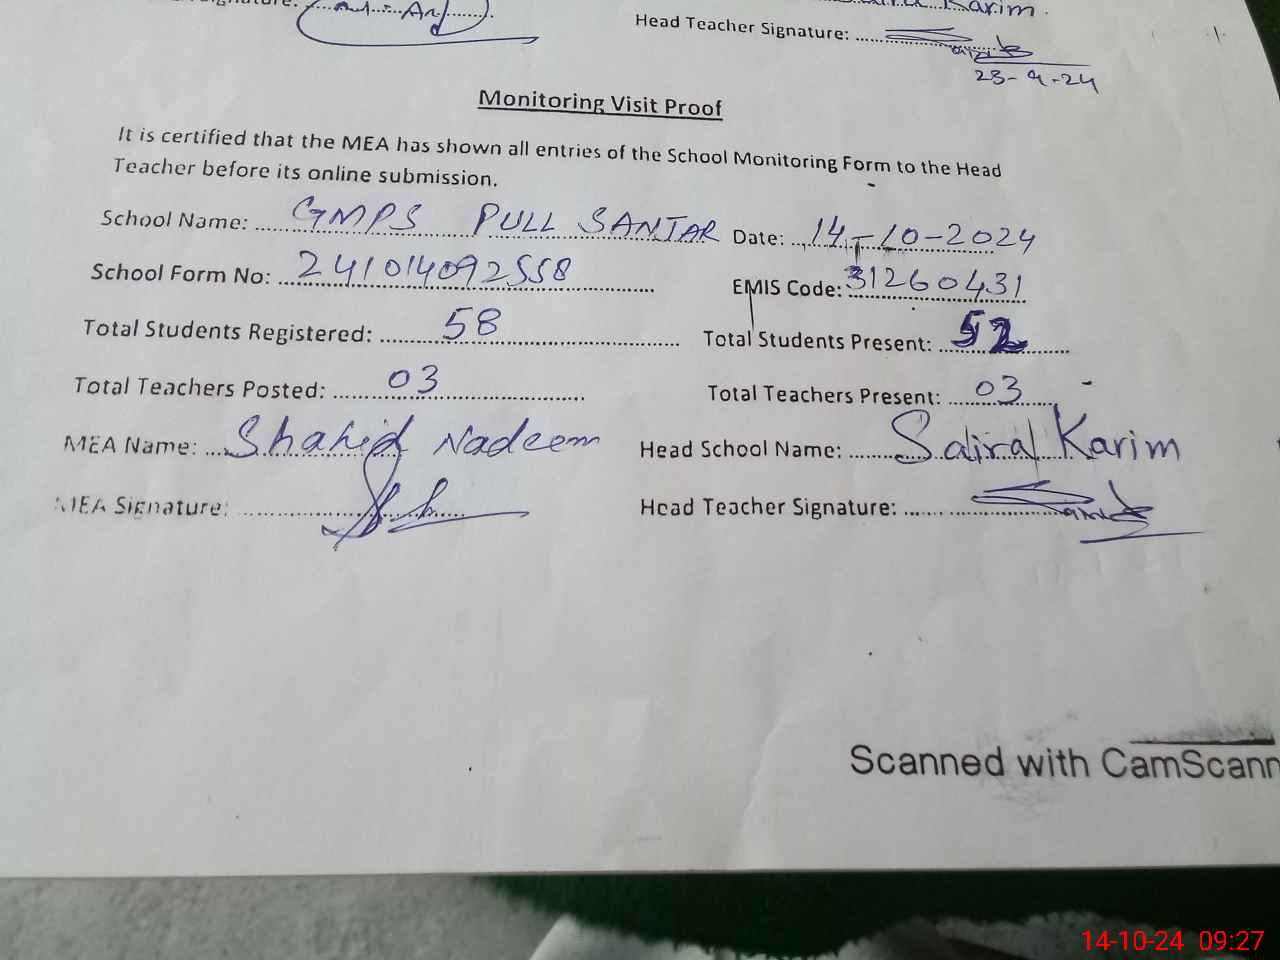 Karim.
Head Teacher Signature: ........
23-9-24
Monitoring Visit Proof
It is certified that the MEA has shown all entries of the School Monitoring Form to the Head
Teacher before its online submission.
School Name: GMPS PULL SANJAR Date: 14-10-2024
School Form No: 241014092558 EMIS Code: 31260431
Total Students Registered: 58 Total Students Present: 52
Total Teachers Posted: 03 Total Teachers Present: 03
MEA Name: Shahid Nadeem Head School Name: Karim
MEA Signature: Head Teacher Signature:
Scanned with CamScann
14-10-24 09:27